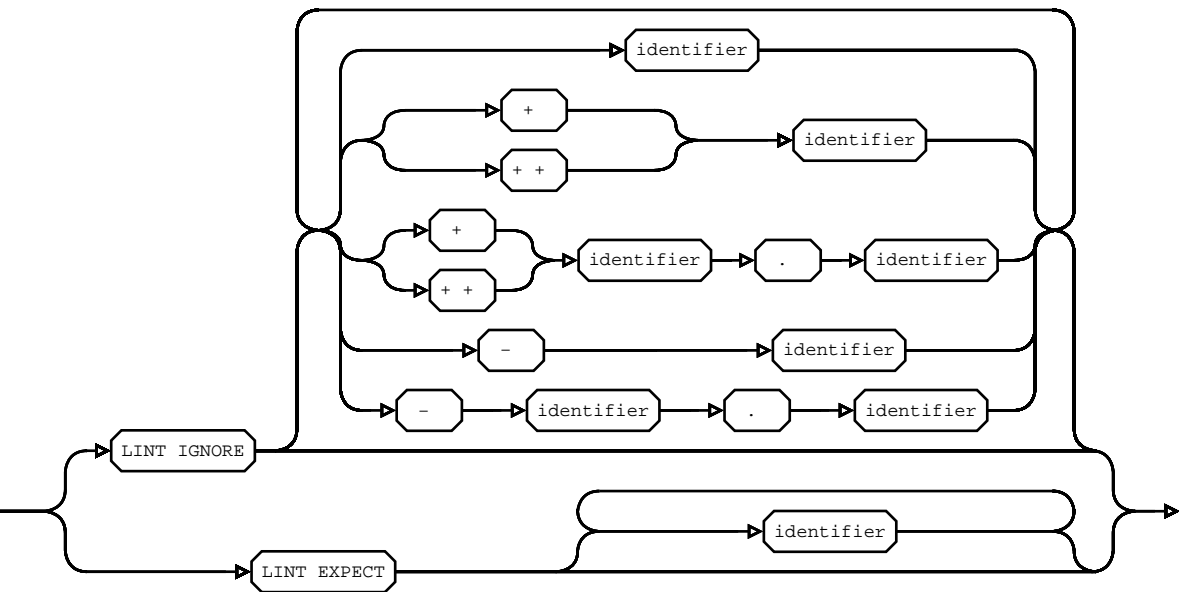 identifier
+
identifier
+ +
+
identifier . identifier
+ +
- identifier
- identifier . identifier
LINT IGNORE
identifier
LINT EXPECT